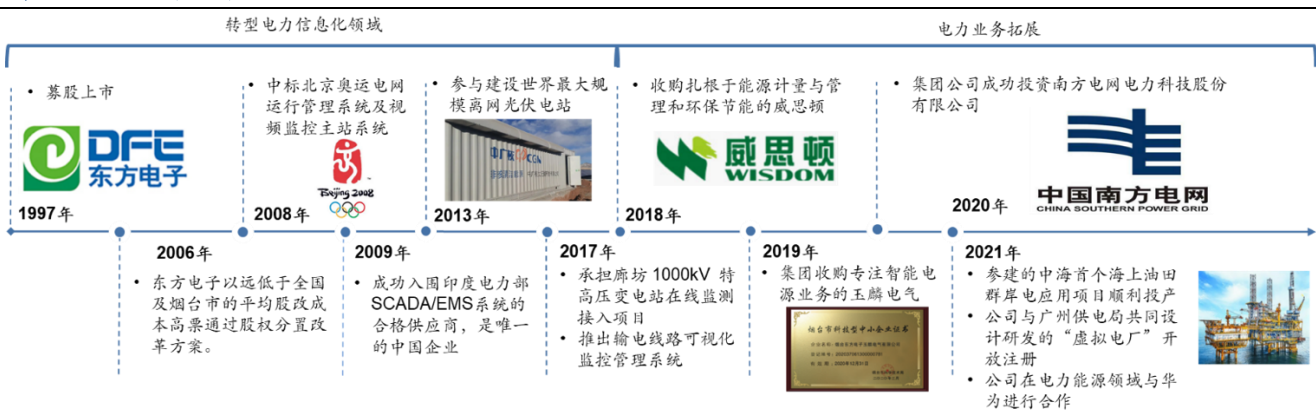 转型电力信息化领域
电力业务拓展
• 募股上市
DFE
东方电子
1997年
2006年
• 东方电子以远低于全国
及烟台市的平均股改成
本高票通过股权分置改
革方案。
• 中标北京奥运电网
运行管理系统及视
频监控主站系统
Beijing 2008
2008年
2009年
• 成功入围印度电力部
SCADA/EMS系统的
合格供应商，是唯一
的中国企业
• 参与建设世界最大规
模离网光伏电站
CGN
2013年
2017年
• 承担廊坊1000kV 特
高压变电站在线监测
接入项目
• 推出输电线路可视化
监控管理系统
• 收购扎根于能源计量与管
理和环保节能的威思顿
威思顿
WISDOM
2018年
2019年
• 集团收购专注智能电
源业务的玉麟电气
烟台市科技型中小企业证书
• 集团公司成功投资南方电网电力科技股份
有限公司
中国南方电网
CHINA SOUTHERN POWER GRID
2020年
2021年
• 参建的中海首个海上油田
群岸电应用项目顺利投产
• 公司与广州供电局共同设
计研发的“虚拟电厂”开
放注册
• 公司在电力能源领域与华
为进行合作